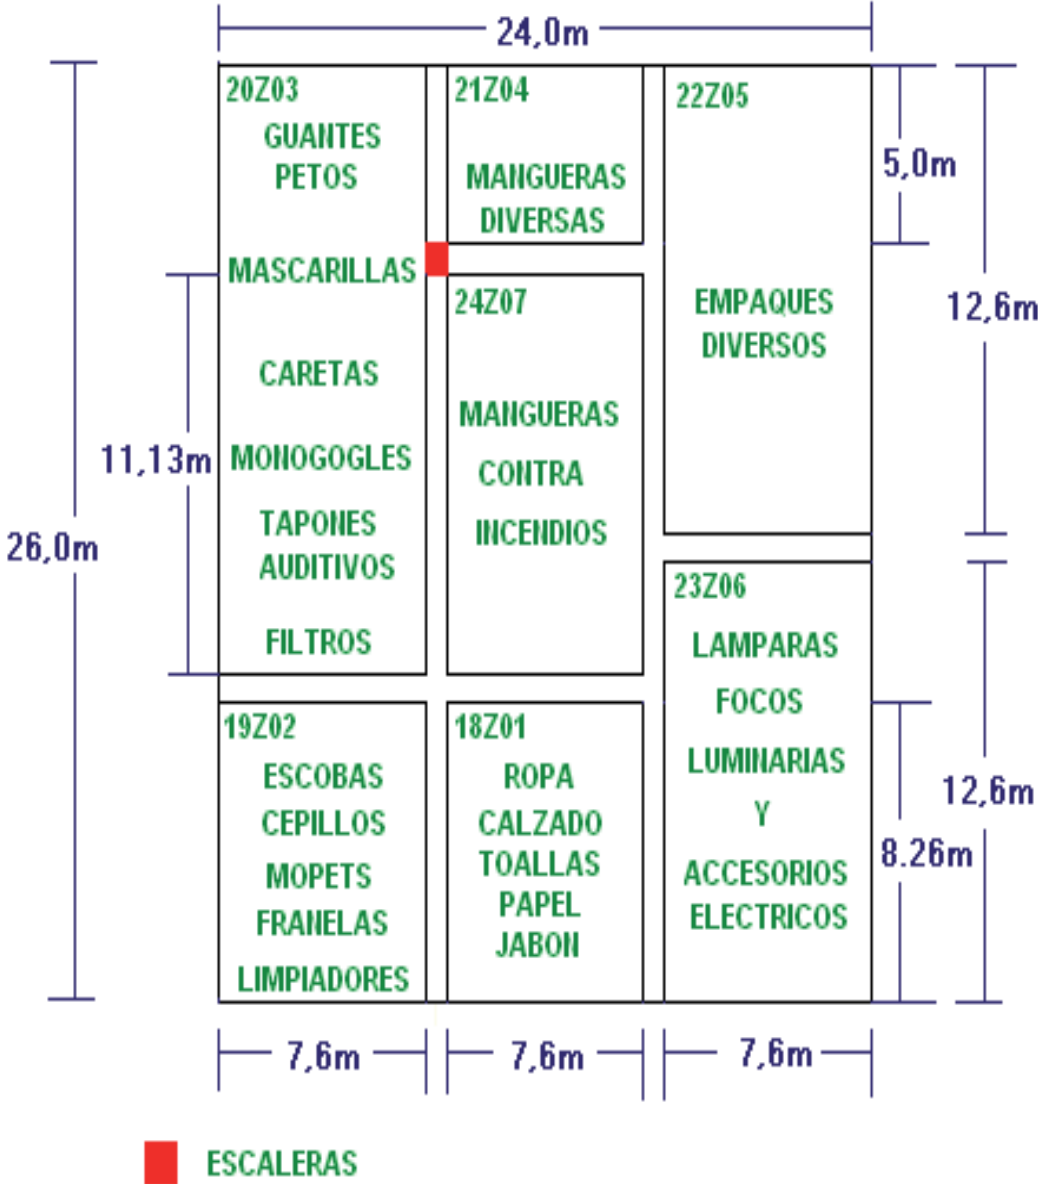 24,0m
20Z03
GUANTES
PETOS
MASCARILLAS
CARETAS
MONOGOGLES
TAPONES
AUDITIVOS
FILTROS
21Z04
MANGUERAS
DIVERSAS
22Z05
EMPAQUES
DIVERSOS
5,0m
12,6m
24Z07
MANGUERAS
CONTRA
INCENDIOS
11,13m
26,0m
19Z02
ESCOBAS
CEPILLOS
MOPETS
FRANELAS
LIMPIADORES
18Z01
ROPA
CALZADO
TOALLAS
PAPEL
JABON
23Z06
LAMPARAS
FOCOS
LUMINARIAS
Y
ACCESORIOS
ELECTRICOS
12,6m
8.26m
7,6m
7,6m
7,6m
ESCALERAS